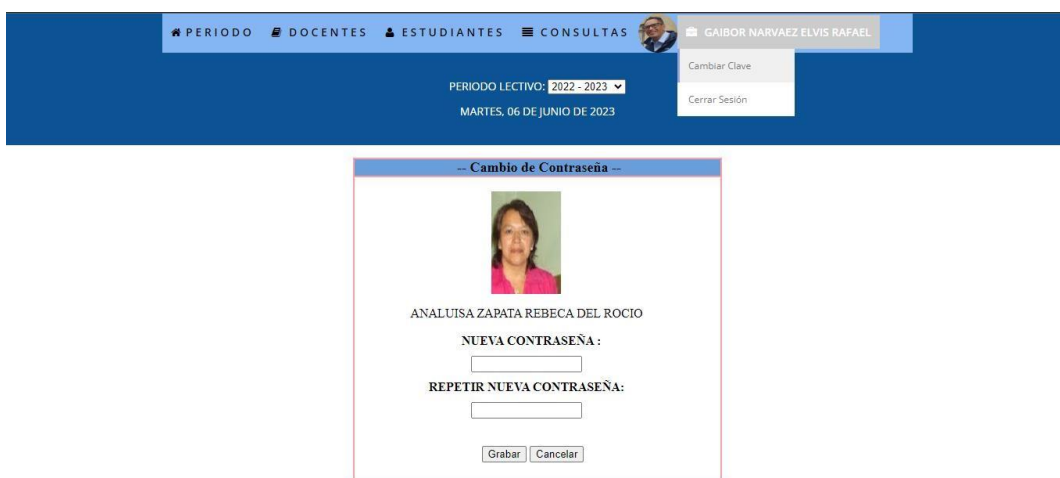 PERIODO DOCENTES ESTUDIANTES CONSULTAS GAIBOR NARVAEZ ELVIS RAFAEL
Cambiar Clave
Cerrar Sesión
PERIODO LECTIVO: 2022 - 2023
MARTES, 06 DE JUNIO DE 2023
-- Cambio de Contraseña --
ANALUISA ZAPATA REBECA DEL ROCIO
NUEVA CONTRASEÑA :
REPETIR NUEVA CONTRASEÑA:
Grabar Cancelar